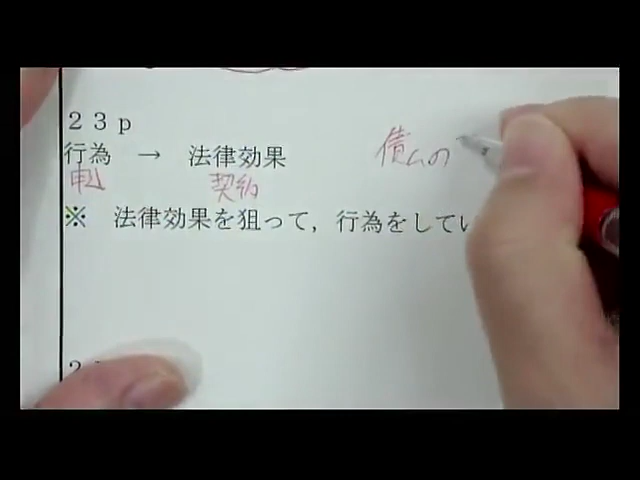 23p
行為 → 法律効果 債ムの
申込 契約
※ 法律効果を狙って，行為をしてい